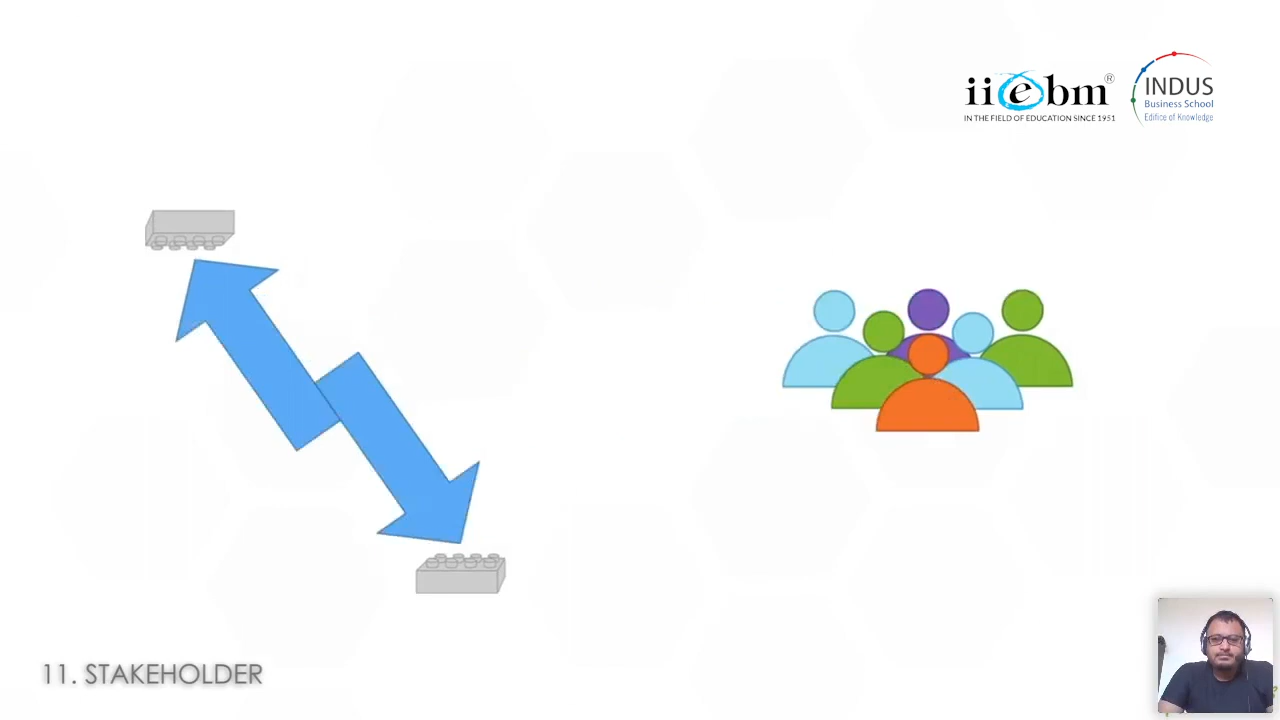 iiebm®
IN THE FIELD OF EDUCATION SINCE 1951
INDUS
Business School
Edifice of Knowledge
11. STAKEHOLDER